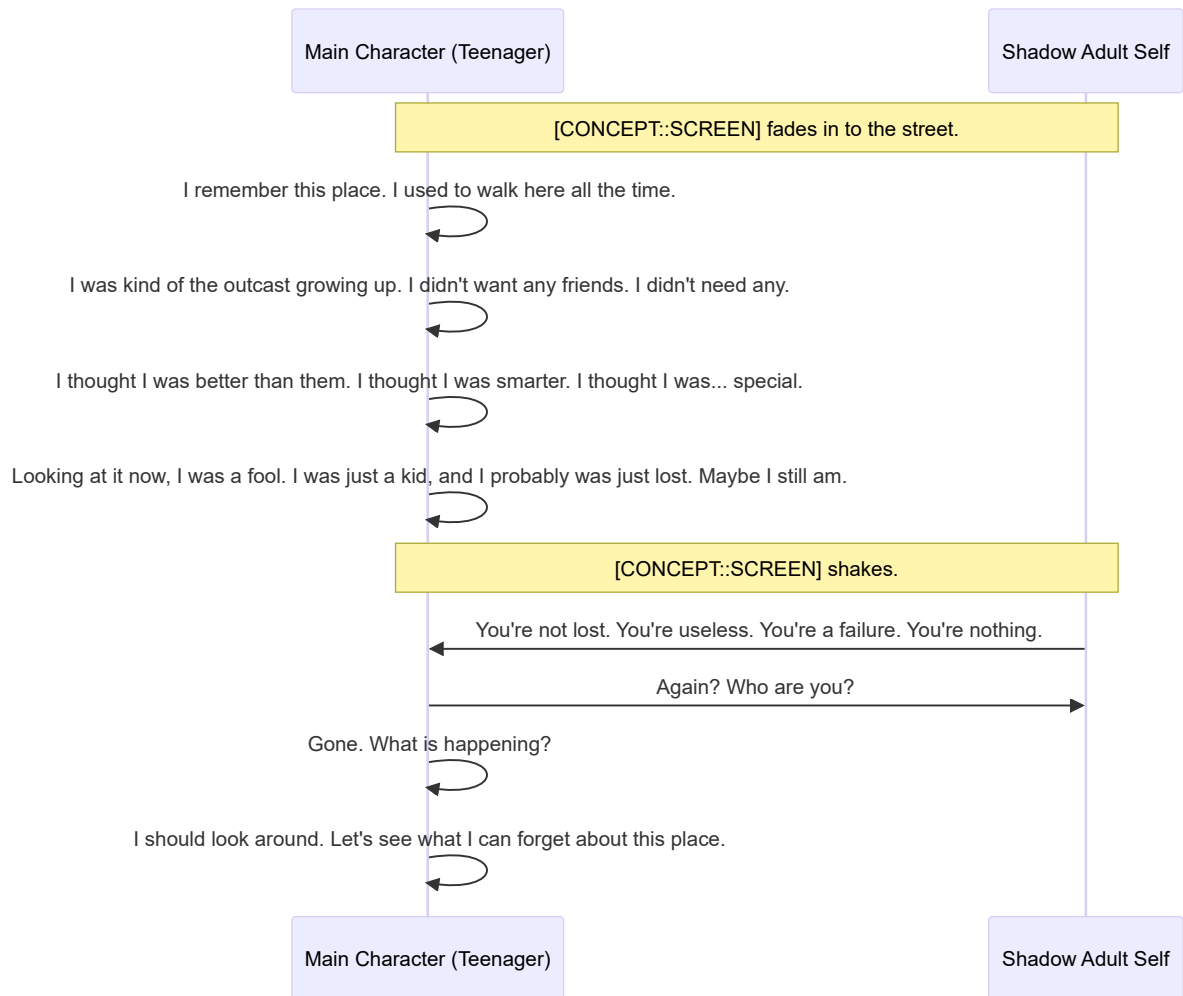 Main Character (Teenager)
Shadow Adult Self
[CONCEPT::SCREEN] fades in to the street.
I remember this place. I used to walk here all the time.
I was kind of the outcast growing up. I didn't want any friends. I didn't need any.
I thought I was better than them. I thought I was smarter. I thought I was... special.
Looking at it now, I was a fool. I was just a kid, and I probably was just lost. Maybe I still am.
[CONCEPT::SCREEN] shakes.
You're not lost. You're useless. You're a failure. You're nothing.
Again? Who are you?
Gone. What is happening?
I should look around. Let's see what I can forget about this place.
Main Character (Teenager)
Shadow Adult Self